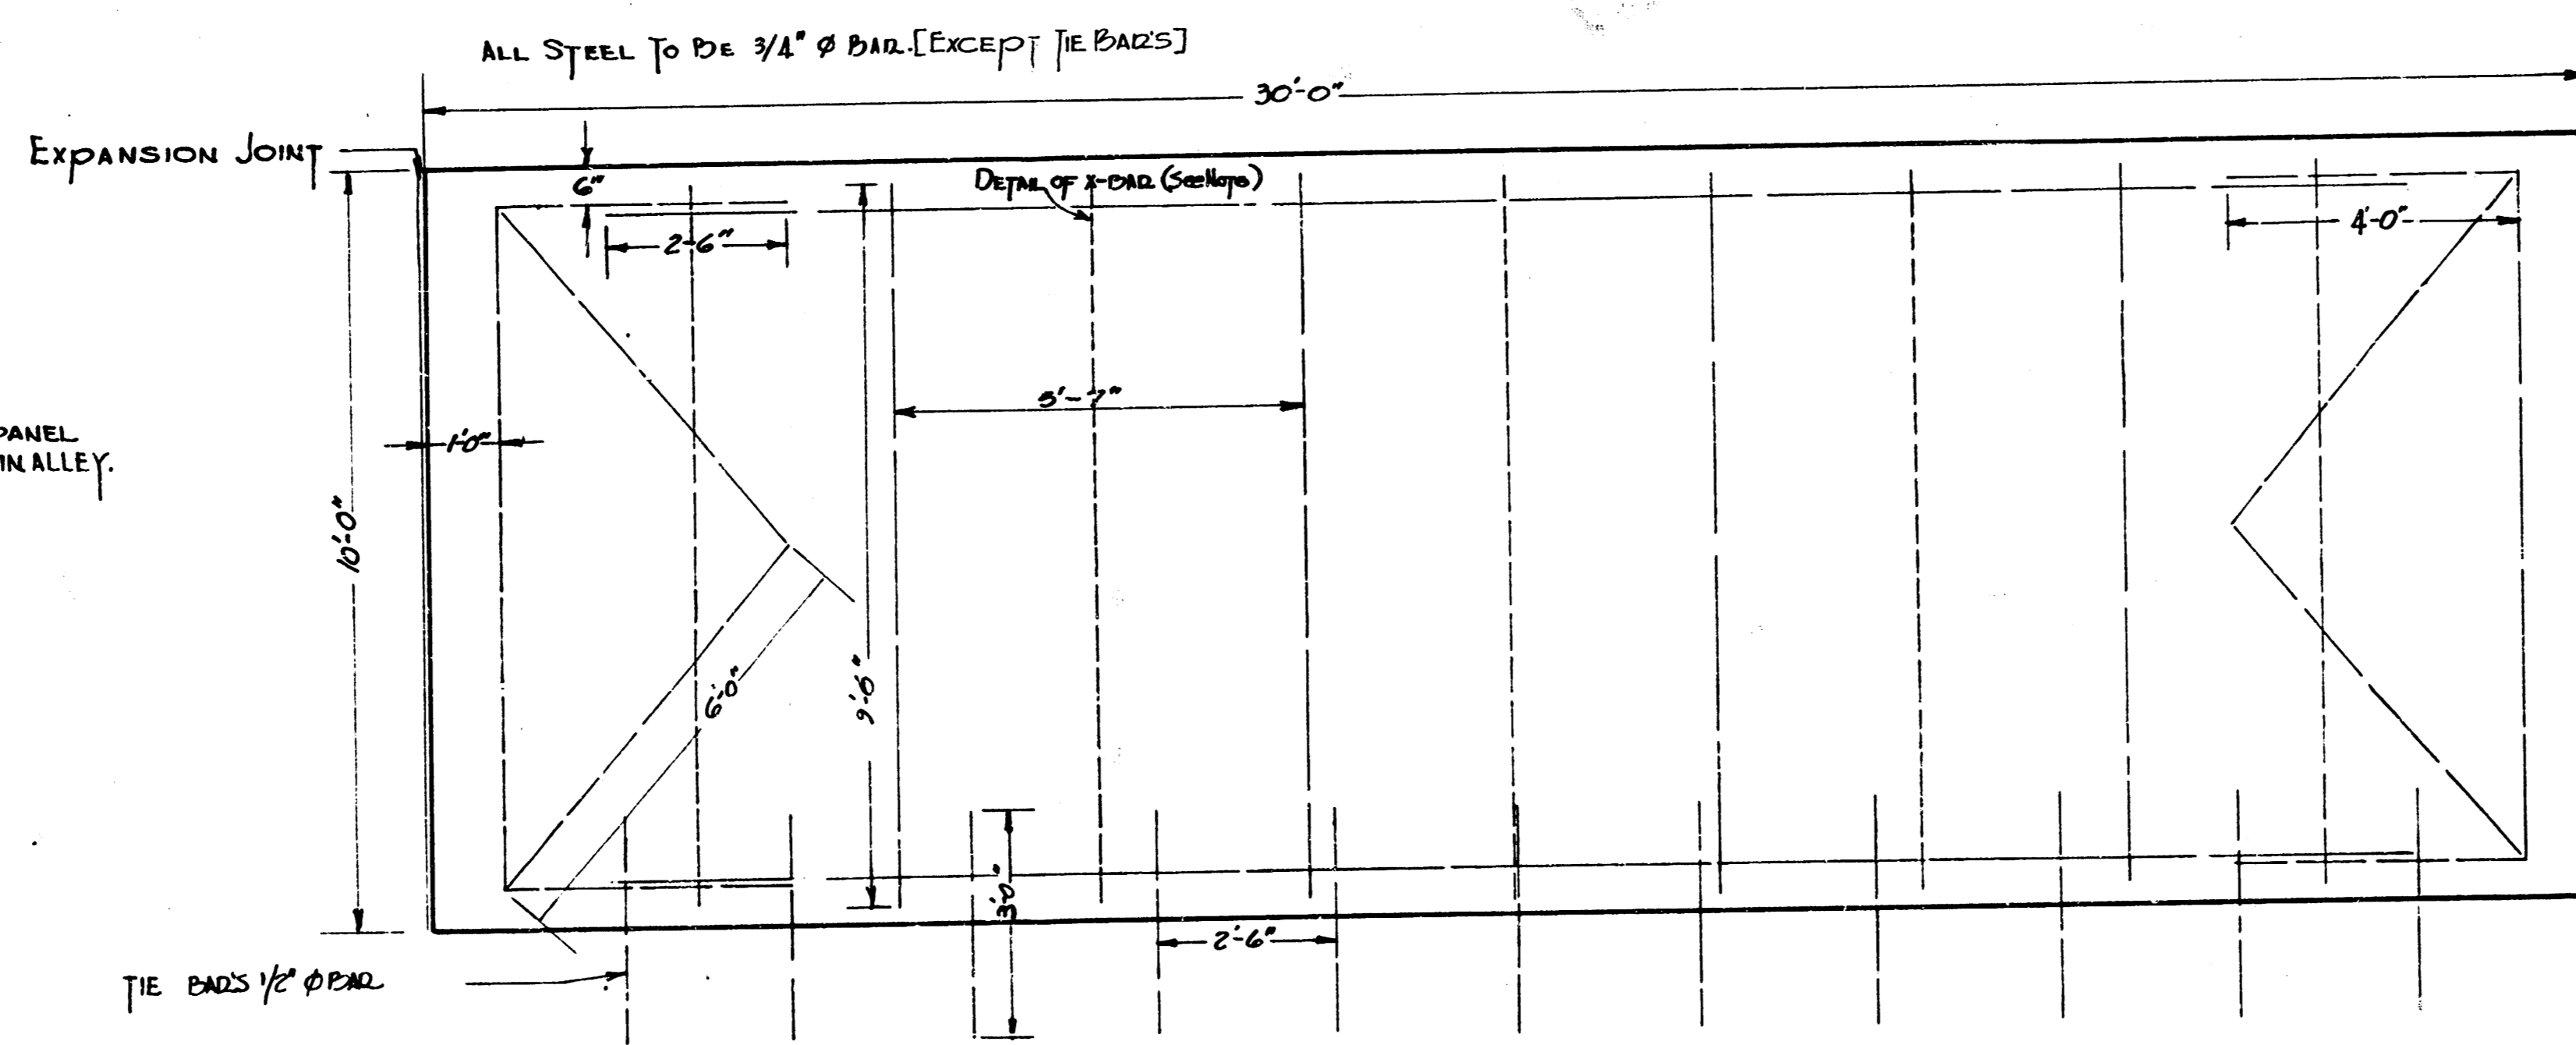 ALL STEEL TO BE 3/4" Ø BAR.[EXCEPT TIE BAR'S]
30'-0"
EXPANSION JOINT
6"
DETAIL OF X-BAR (See Note)
2-6"
4'-0"
5'-7"
PANEL
IN ALLEY.
1'-0"
10'-0"
6'-0"
9'-6"
3'-0"
2'-6"
TIE BAR'S 1/2" Ø BAR